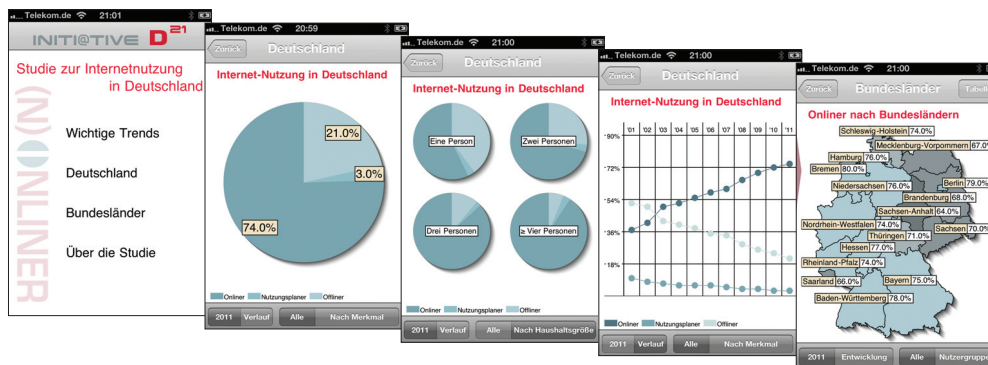 Telekom.de 21:01
INITI@TIVE D21
Studie zur Internetnutzung
in Deutschland
(N)ONLINER
Wichtige Trends
Deutschland
Bundesländer
Über die Studie
Telekom.de 20:59
Zurück Deutschland
Internet-Nutzung in Deutschland
21.0%
3.0%
74.0%
Onliner Nutzungsplaner Offliner
2011 Verlauf Alle Nach Merkmal
Telekom.de 21:00
Zurück Deutschland
Internet-Nutzung in Deutschland
Eine Person Zwei Personen
Drei Personen ≥ Vier Personen
Onliner Nutzungsplaner Offliner
2011 Verlauf Alle Nach Haushaltsgröße
Telekom.de 21:00
Zurück Deutschland
Internet-Nutzung in Deutschland
'01 '02 '03 '04 '05 '06 '07 '08 '09 '10 '11
90%
72%
54%
36%
18%
Onliner Nutzungsplaner Offliner
2011 Verlauf Alle Nach Merkmal
Telekom.de 21:00
Zurück Bundesländer Tabell
Onliner nach Bundesländern
Schleswig-Holstein 74.0%
Mecklenburg-Vorpommern 67.0%
Hamburg 76.0%
Bremen 80.0%
Niedersachsen 76.0% Berlin 79.0%
Brandenburg 68.0%
Sachsen-Anhalt 64.0%
Nordrhein-Westfalen 74.0% Sachsen 70.0%
Thüringen 71.0%
Hessen 77.0%
Rheinland-Pfalz 74.0%
Saarland 66.0% Bayern 75.0%
Baden-Württemberg 78.0%
2011 Entwicklung Alle Nutzergruppe